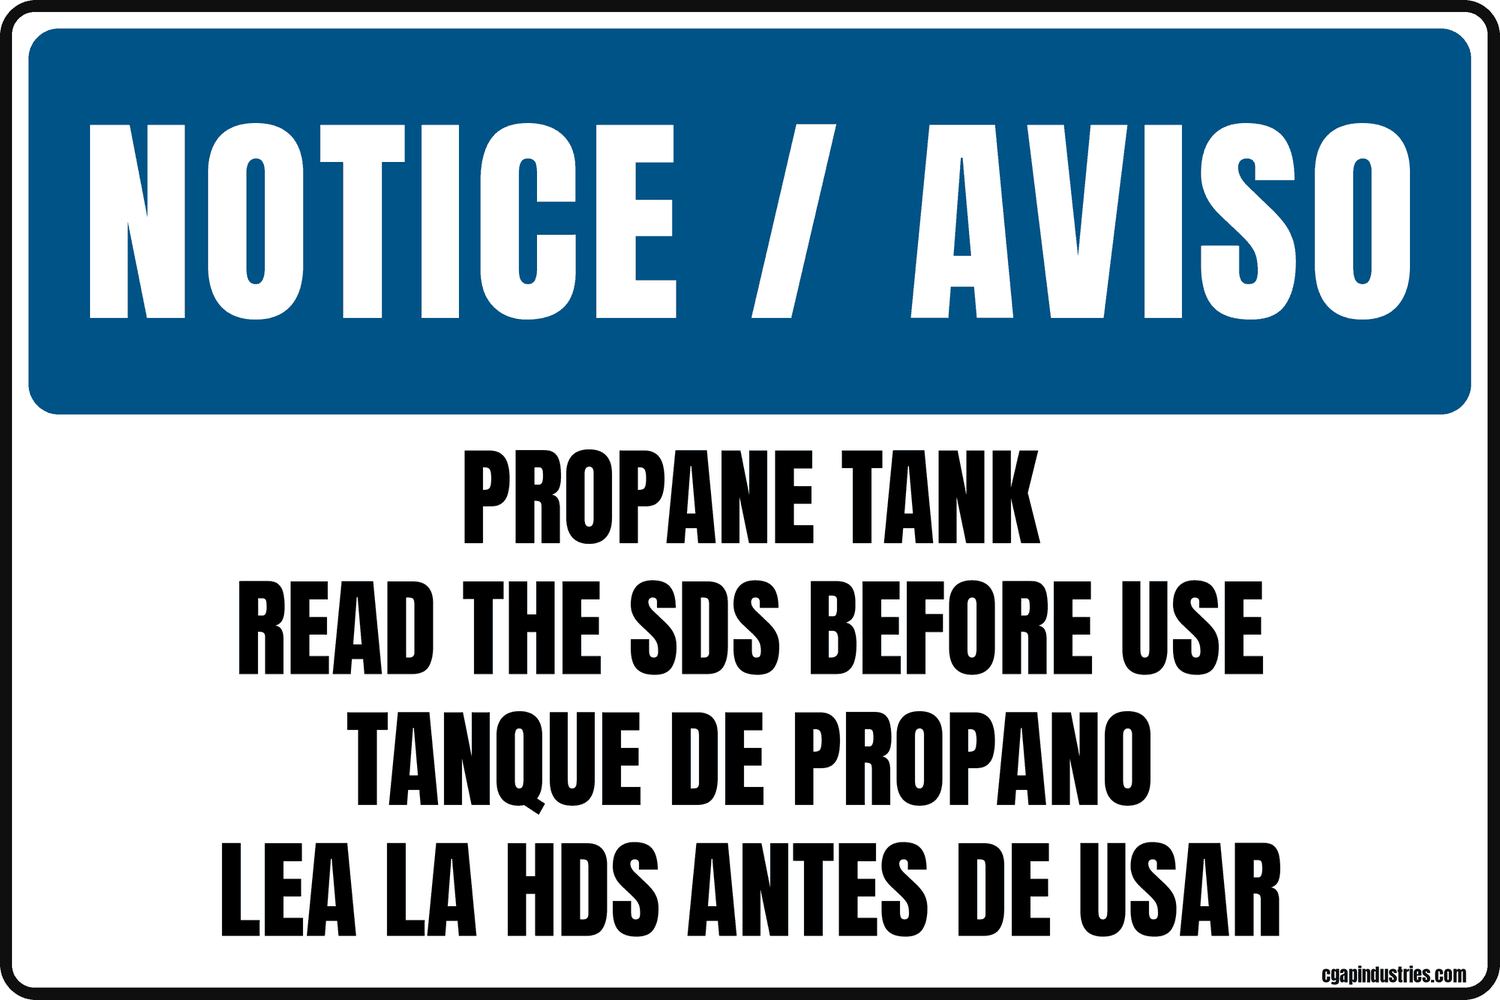 NOTICE / AVISO
PROPANE TANK
READ THE SDS BEFORE USE
TANQUE DE PROPANO
LEA LA HDS ANTES DE USAR
cgapindustries.com